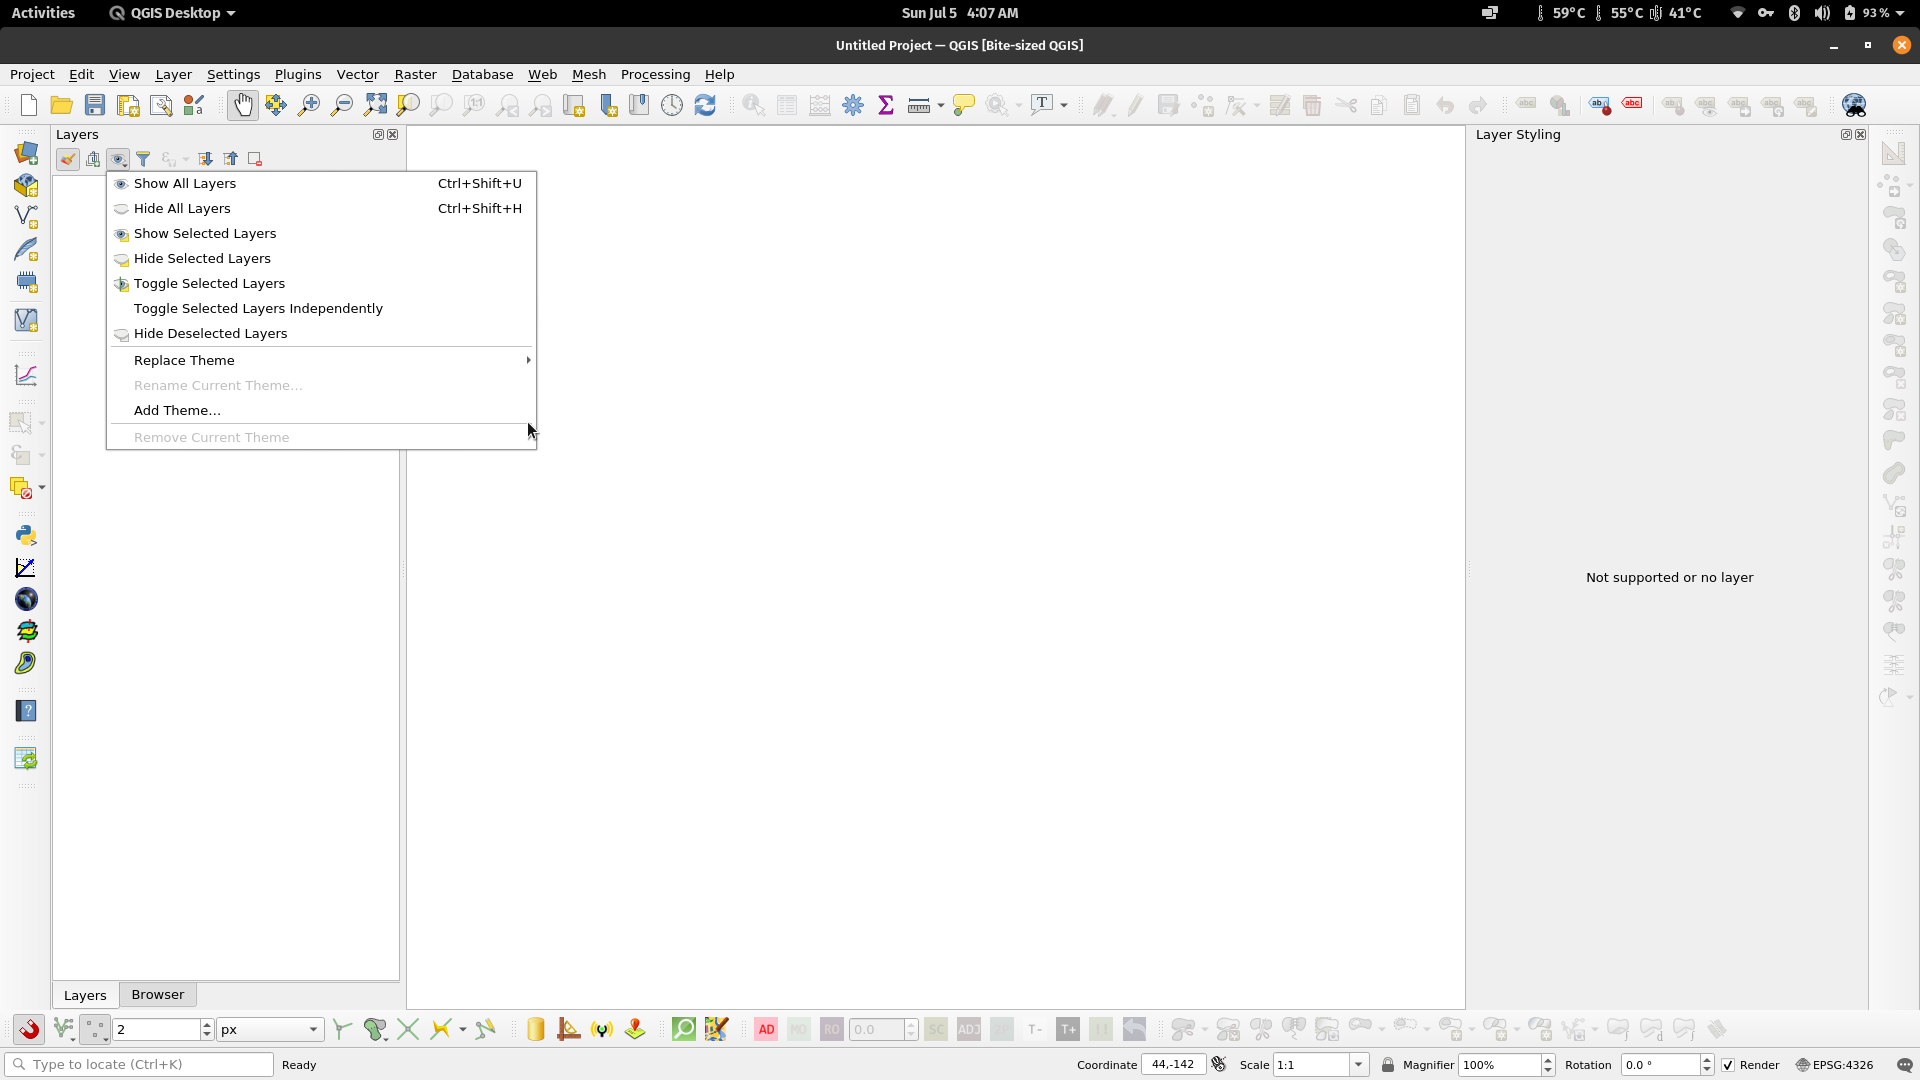 Activities QGIS Desktop Sun Jul 5 4:07 AM 59°C 55°C 41°C 93 %
Untitled Project — QGIS [Bite-sized QGIS]
Project Edit View Layer Settings Plugins Vector Raster Database Web Mesh Processing Help
Layers
Layer Styling
Show All Layers Ctrl+Shift+U
Hide All Layers Ctrl+Shift+H
Show Selected Layers
Hide Selected Layers
Toggle Selected Layers
Toggle Selected Layers Independently
Hide Deselected Layers
Replace Theme
Rename Current Theme…
Add Theme…
Remove Current Theme
Not supported or no layer
Layers Browser
2 px AD MO RO 0.0 SC ADJ T- T+
Type to locate (Ctrl+K) Ready Coordinate 44,-142 Scale 1:1 Magnifier 100% Rotation 0.0 ° Render EPSG:4326